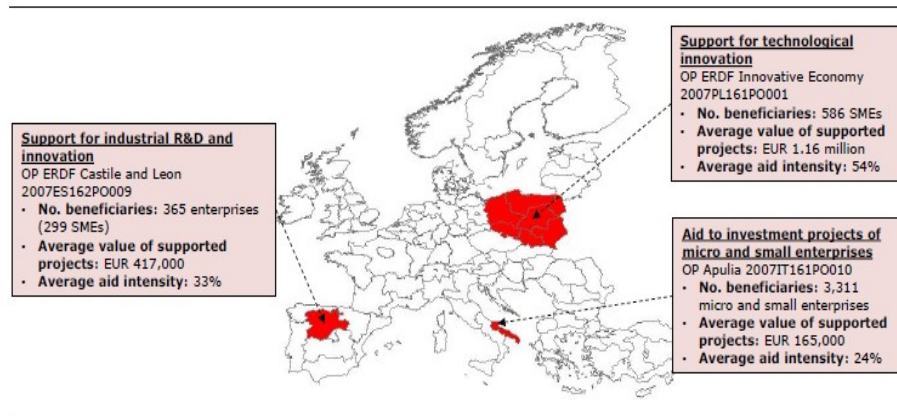 Support for technological
innovation
OP ERDF Innovative Economy
2007PL161PO001
• No. beneficiaries: 586 SMEs
• Average value of supported
projects: EUR 1.16 million
• Average aid intensity: 54%
Support for industrial R&D and
innovation
OP ERDF Castile and Leon
2007ES162PO009
• No. beneficiaries: 365 enterprises
(299 SMEs)
• Average value of supported
projects: EUR 417,000
• Average aid intensity: 33%
Aid to investment projects of
micro and small enterprises
OP Apulia 2007IT161PO010
• No. beneficiaries: 3,311
micro and small enterprises
• Average value of supported
projects: EUR 165,000
• Average aid intensity: 24%